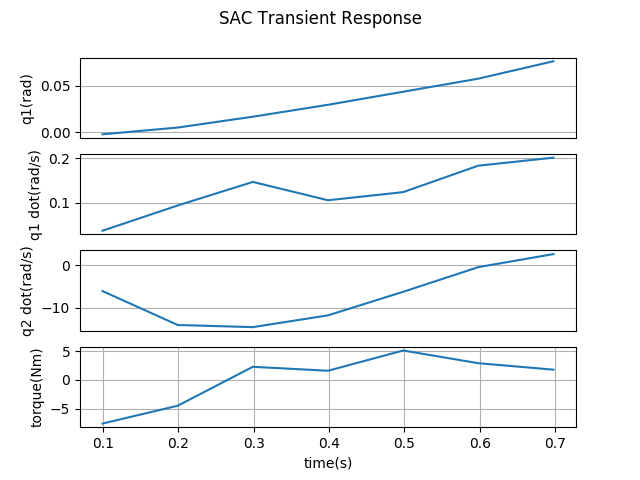 SAC Transient Response
q1(rad)
0.05
0.00
q1 dot(rad/s)
0.2
0.1
q2 dot(rad/s)
0
−10
torque(Nm)
5
0
−5
0.1 0.2 0.3 0.4 0.5 0.6 0.7
time(s)